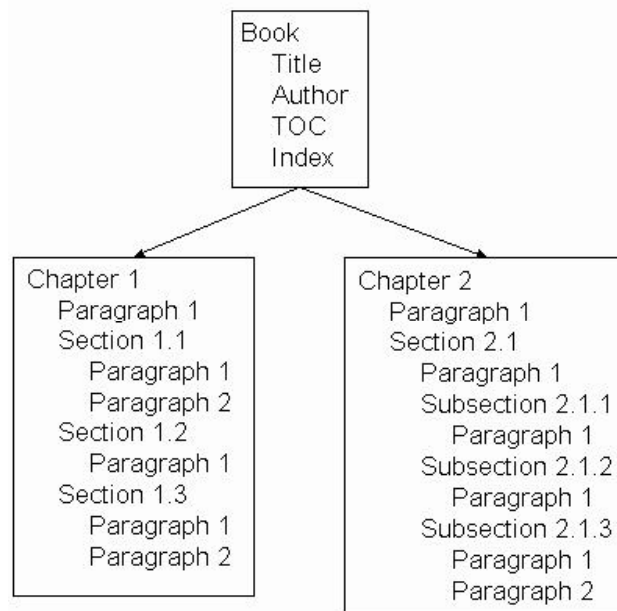 Book
Title
Author
TOC
Index
Chapter 1
Paragraph 1
Section 1.1
Paragraph 1
Paragraph 2
Section 1.2
Paragraph 1
Section 1.3
Paragraph 1
Paragraph 2
Chapter 2
Paragraph 1
Section 2.1
Paragraph 1
Subsection 2.1.1
Paragraph 1
Subsection 2.1.2
Paragraph 1
Subsection 2.1.3
Paragraph 1
Paragraph 2